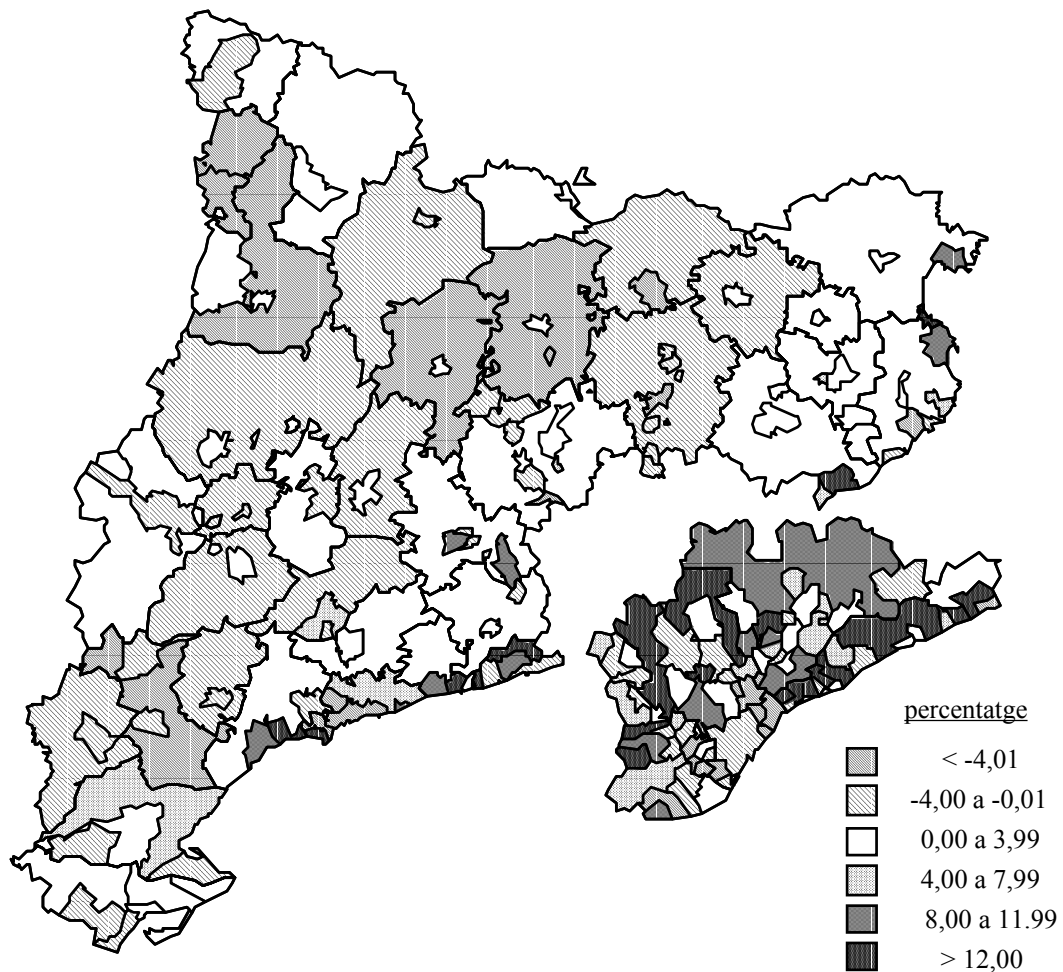 percentatge
< -4,01
-4,00 a -0,01
0,00 a 3,99
4,00 a 7,99
8,00 a 11.99
> 12,00